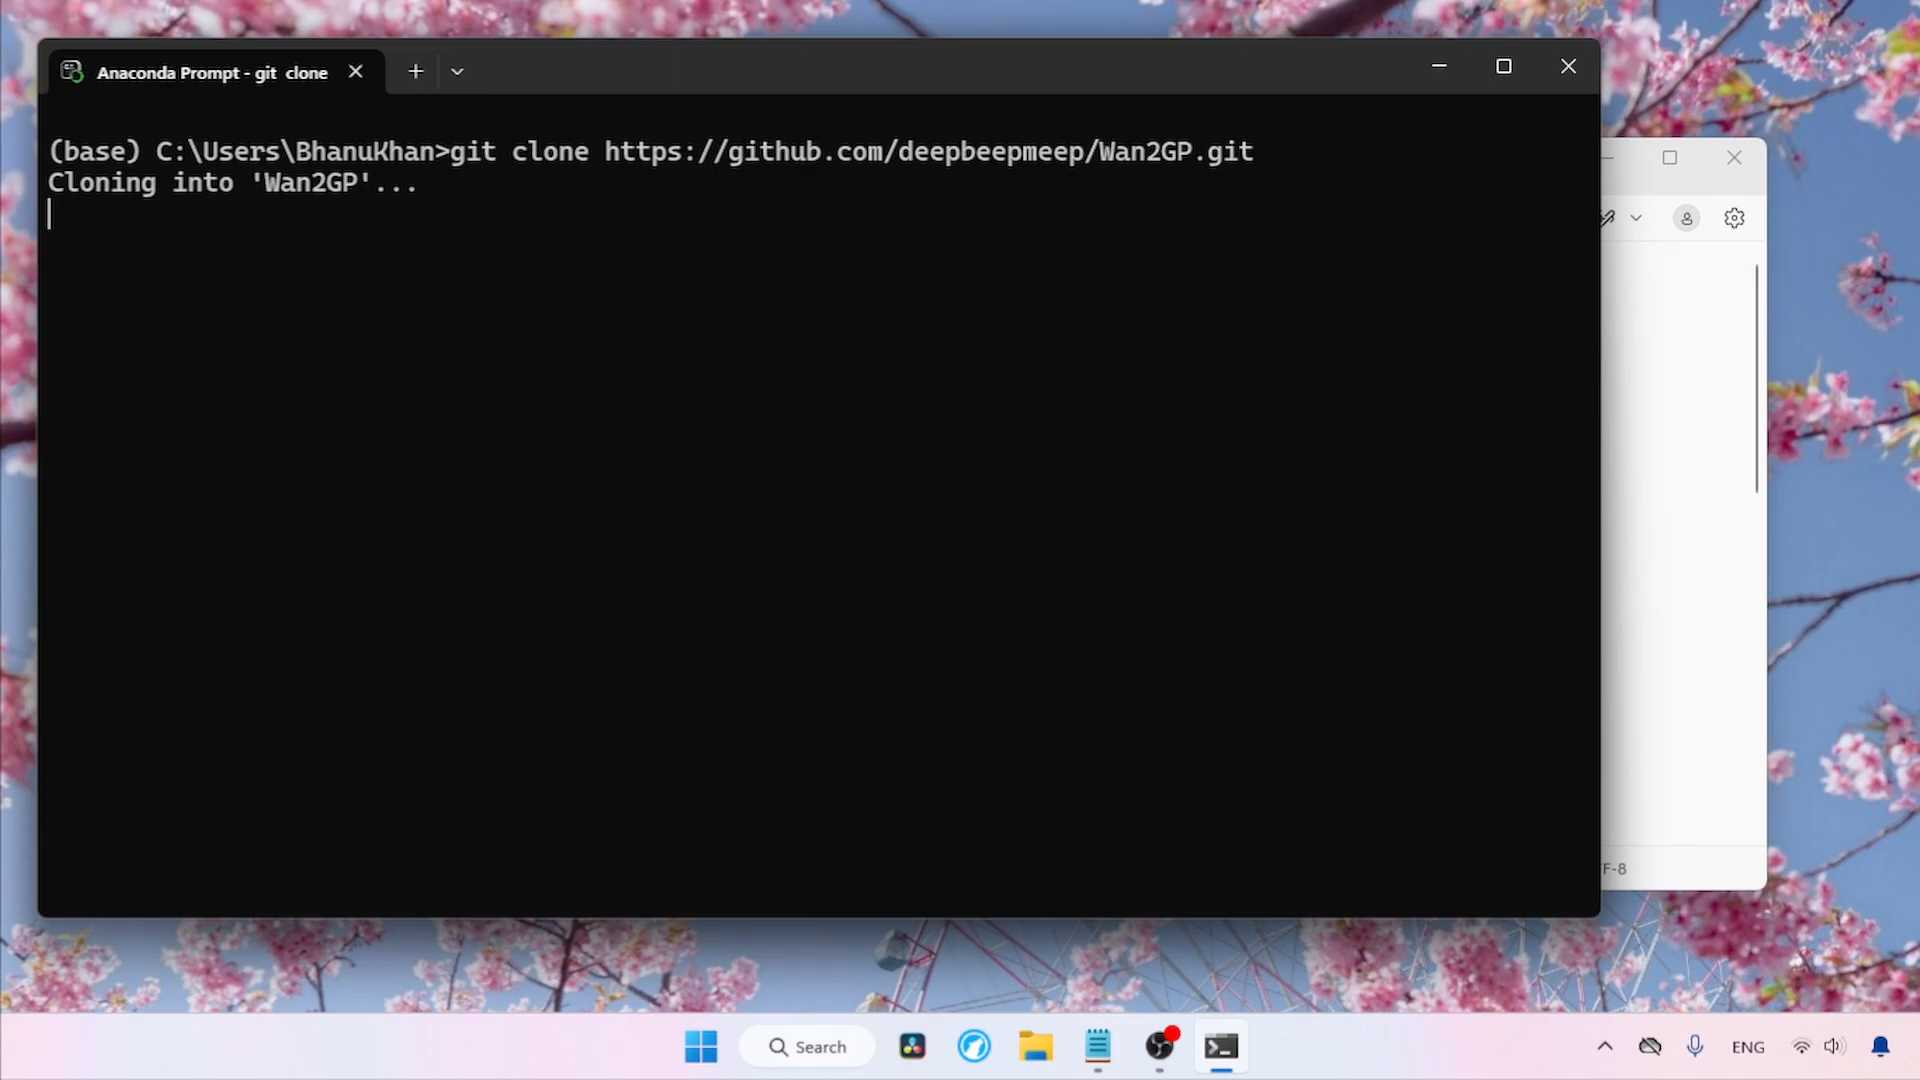 Anaconda Prompt - git clone
(base) C:\Users\BhanuKhan>git clone https://github.com/deepbeepmeep/Wan2GP.git
Cloning into 'Wan2GP'...
F-8
Search
ENG